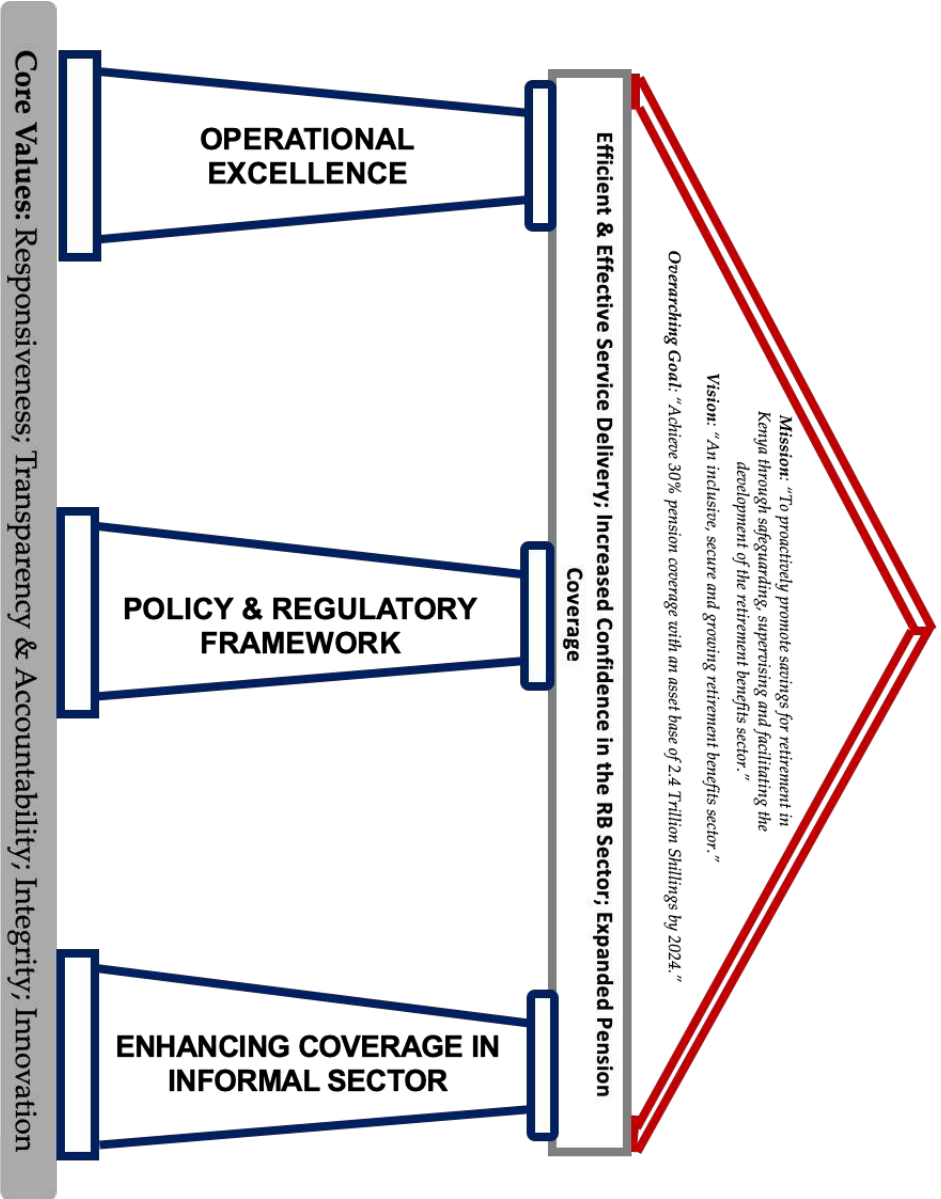 Mission: “To proactively promote savings for retirement in
Kenya through safeguarding, supervising and facilitating the
development of the retirement benefits sector.”
Vision: “An inclusive, secure and growing retirement benefits sector.”
Overarching Goal: “Achieve 30% pension coverage with an asset base of 2.4 Trillion Shillings by 2024.”
Efficient & Effective Service Delivery; Increased Confidence in the RB Sector; Expanded Pension
Coverage
OPERATIONAL
EXCELLENCE
POLICY & REGULATORY
FRAMEWORK
ENHANCING COVERAGE IN
INFORMAL SECTOR
Core Values: Responsiveness; Transparency & Accountability; Integrity; Innovation